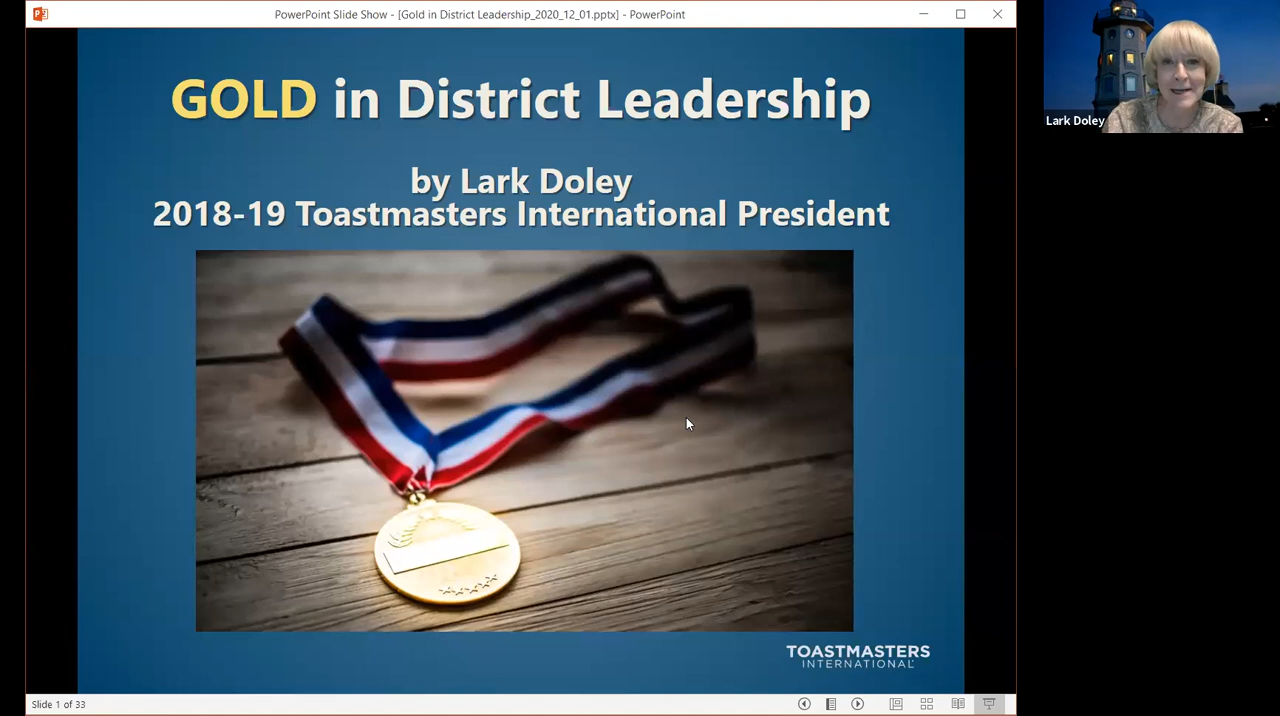 PowerPoint Slide Show - [Gold in District Leadership_2020_12_01.pptx] - PowerPoint
GOLD in District Leadership
by Lark Doley
2018-19 Toastmasters International President
TOASTMASTERS
INTERNATIONAL
Slide 1 of 33
Lark Doley